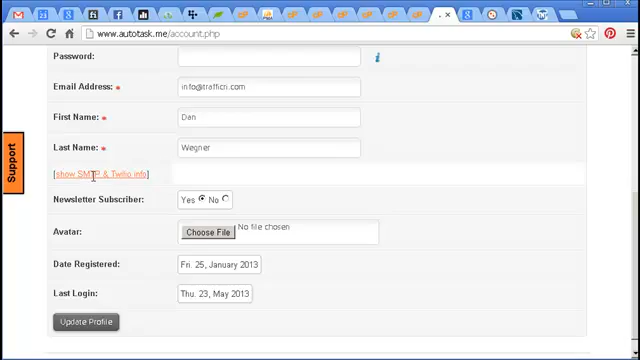 www.autotask.me/account.php
Password:
Email Address: * info@trafficri.com
First Name: * Dan
Last Name: * Wegner
[show SMTP & Twilio info]
Newsletter Subscriber: Yes No
Avatar: Choose File No file chosen
Date Registered: Fri. 25, January 2013
Last Login: Thu. 23, May 2013
Update Profile
Support